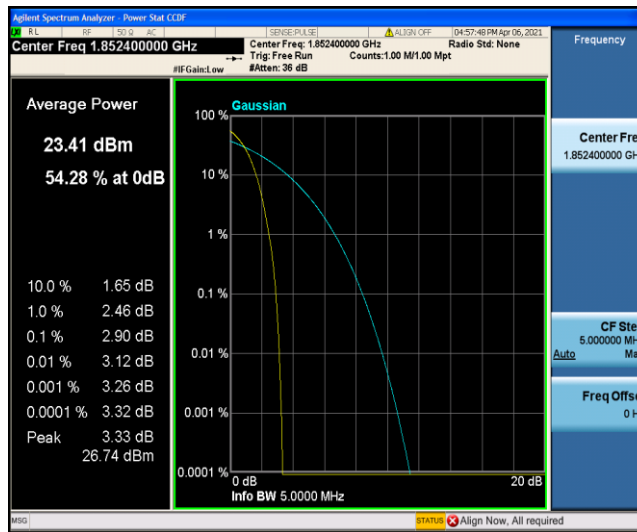 Agilent Spectrum Analyzer - Power Stat CCDF
LXI RL RF 50 Ω AC SENSE:PULSE ALIGN OFF 04:57:48 PM Apr 06, 2021
Center Freq 1.852400000 GHz Center Freq: 1.852400000 GHz Radio Std: None
Trig: Free Run Counts:1.00 M/1.00 Mpt
#IFGain:Low #Atten: 36 dB
Frequency
Average Power
23.41 dBm
54.28 % at 0dB
10.0 % 1.65 dB
1.0 % 2.46 dB
0.1 % 2.90 dB
0.01 % 3.12 dB
0.001 % 3.26 dB
0.0001 % 3.32 dB
Peak 3.33 dB
26.74 dBm
Gaussian
100 %
10 %
1 %
0.1 %
0.01 %
0.001 %
0.0001 %
0 dB 20 dB
Info BW 5.0000 MHz
Center Fre
1.852400000 GH
CF Ste
5.000000 MH
Auto Ma
Freq Offse
0 H
MSG STATUS Align Now, All required